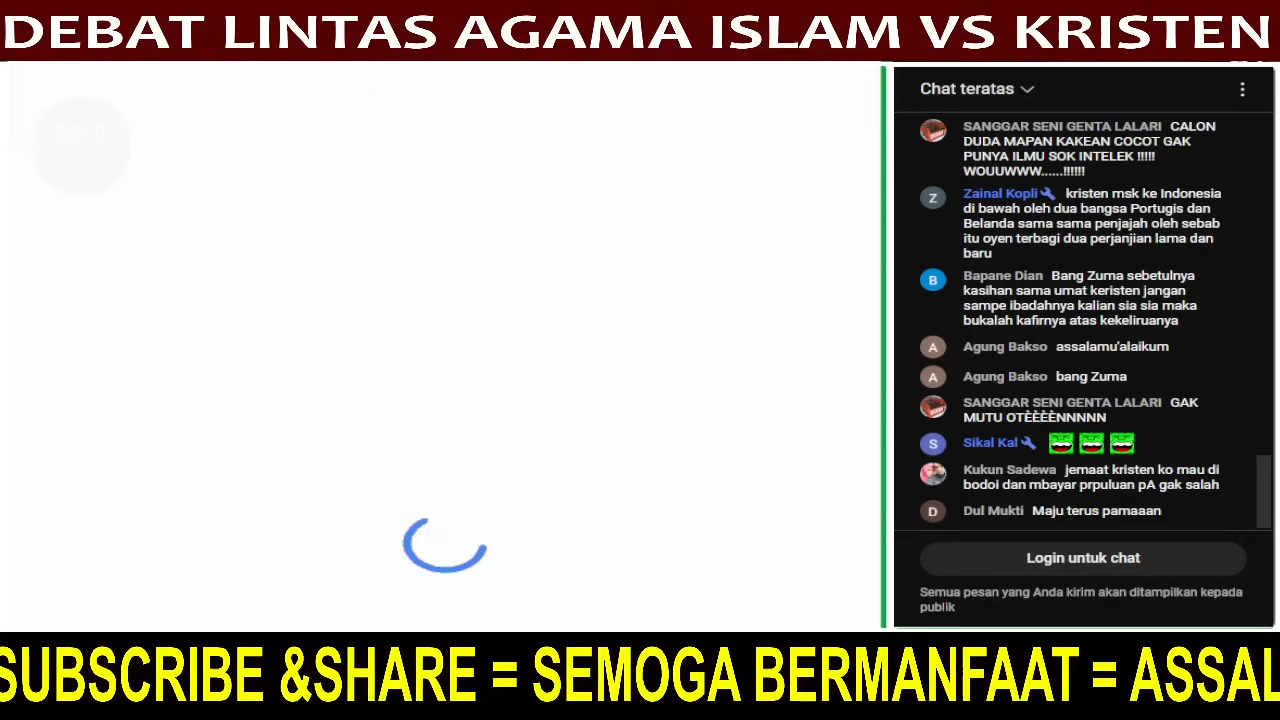 DEBAT LINTAS AGAMA ISLAM VS KRISTEN
Chat teratas
SANGGAR SENI GENTA LALARI CALON
DUDA MAPAN KAKEAN COCOT GAK
PUNYA ILMU SOK INTELEK !!!!!
WOUUWWW......!!!!!!
Z
Zainal Kopli kristen msk ke Indonesia
di bawah oleh dua bangsa Portugis dan
Belanda sama sama penjajah oleh sebab
itu oyen terbagi dua perjanjian lama dan
baru
B
Bapane Dian Bang Zuma sebetulnya
kasihan sama umat keristen jangan
sampe ibadahnya kalian sia sia maka
bukalah kafirnya atas kekeliruanya
A
Agung Bakso assalamu'alaikum
A
Agung Bakso bang Zuma
SANGGAR SENI GENTA LALARI GAK
MUTU OTÈÈÈÈNNNNN
S
Sikal Kal
Kukun Sadewa jemaat kristen ko mau di
bodoi dan mbayar prpuluan pA gak salah
D
Dul Mukti Maju terus pamaaan
Login untuk chat
Semua pesan yang Anda kirim akan ditampilkan kepada
publik
SUBSCRIBE &SHARE = SEMOGA BERMANFAAT = ASSAL